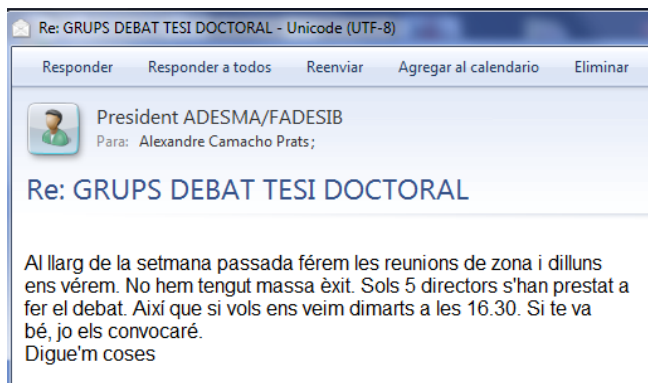 Re: GRUPS DEBAT TESI DOCTORAL - Unicode (UTF-8)
Responder Responder a todos Reenviar Agregar al calendario Eliminar
President ADESMA/FADESIB
Para: Alexandre Camacho Prats;
Re: GRUPS DEBAT TESI DOCTORAL
Al llarg de la setmana passada férem les reunions de zona i dilluns
ens vérem. No hem tengut massa èxit. Sols 5 directors s'han prestat a
fer el debat. Així que si vols ens veim dimarts a les 16.30. Si te va
bé, jo els convocaré.
Digue'm coses